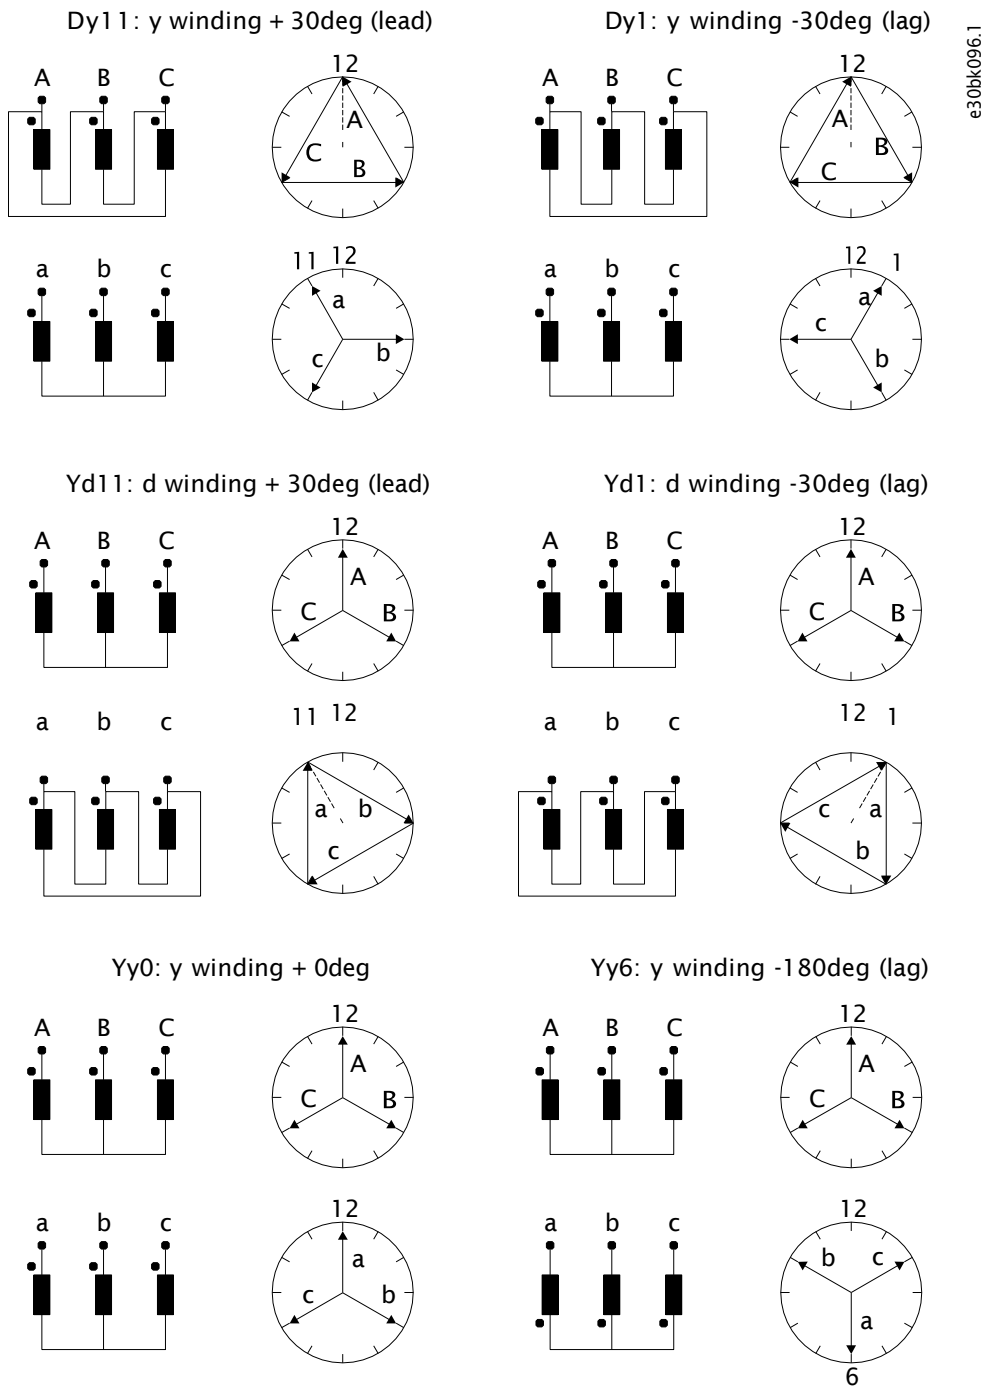 Dy11: y winding + 30deg (lead)
A B C
12
A
C
B
a b c
11 12
a
c
b
Dy1: y winding -30deg (lag)
A B C
12
A
B
C
a b c
12 1
a
c
b
e30bk096.1
Yd11: d winding + 30deg (lead)
A B C
12
A
C B
a b c
11 12
a b
c
Yd1: d winding -30deg (lag)
A B C
12
A
C B
a b c
12 1
c a
b
Yy0: y winding + 0deg
A B C
12
A
C B
a b c
12
a
c b
Yy6: y winding -180deg (lag)
A B C
12
A
C B
a b c
12
b c
a
6